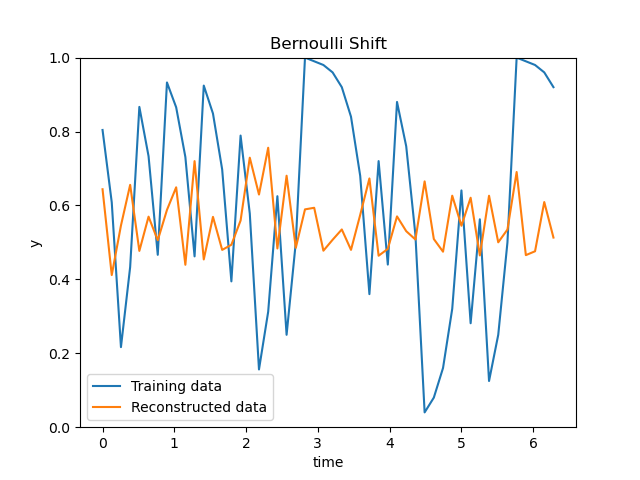 Bernoulli Shift
1.0
0.8
0.6
0.4
0.2
0.0
y
Training data
Reconstructed data
0 1 2 3 4 5 6
time